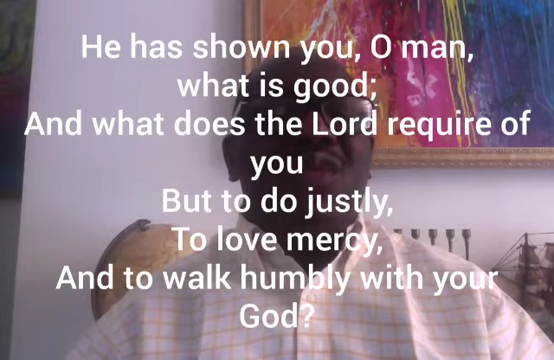 He has shown you, O man,
what is good;
And what does the Lord require of
you
But to do justly,
To love mercy,
And to walk humbly with your
God?